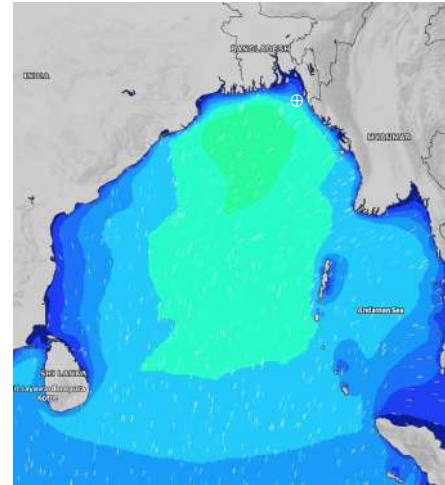 BANGLADESH
INDIA
MYANMAR
Andaman Sea
SRI LANKA
Kotte